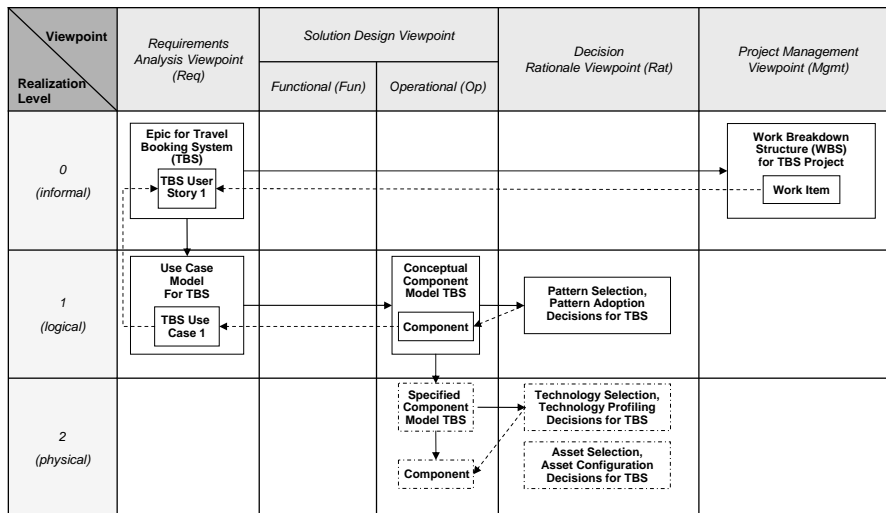 Viewpoint
Realization
Level
Requirements
Analysis Viewpoint
(Req)
Solution Design Viewpoint
Functional (Fun)
Operational (Op)
Decision
Rationale Viewpoint (Rat)
Project Management
Viewpoint (Mgmt)
0
(informal)
Epic for Travel
Booking System
(TBS)
TBS User
Story 1
Work Breakdown
Structure (WBS)
for TBS Project
Work Item
1
(logical)
Use Case
Model
For TBS
TBS Use
Case 1
Conceptual
Component
Model TBS
Component
Pattern Selection,
Pattern Adoption
Decisions for TBS
2
(physical)
Specified
Component
Model TBS
Component
Technology Selection,
Technology Profiling
Decisions for TBS
Asset Selection,
Asset Configuration
Decisions for TBS